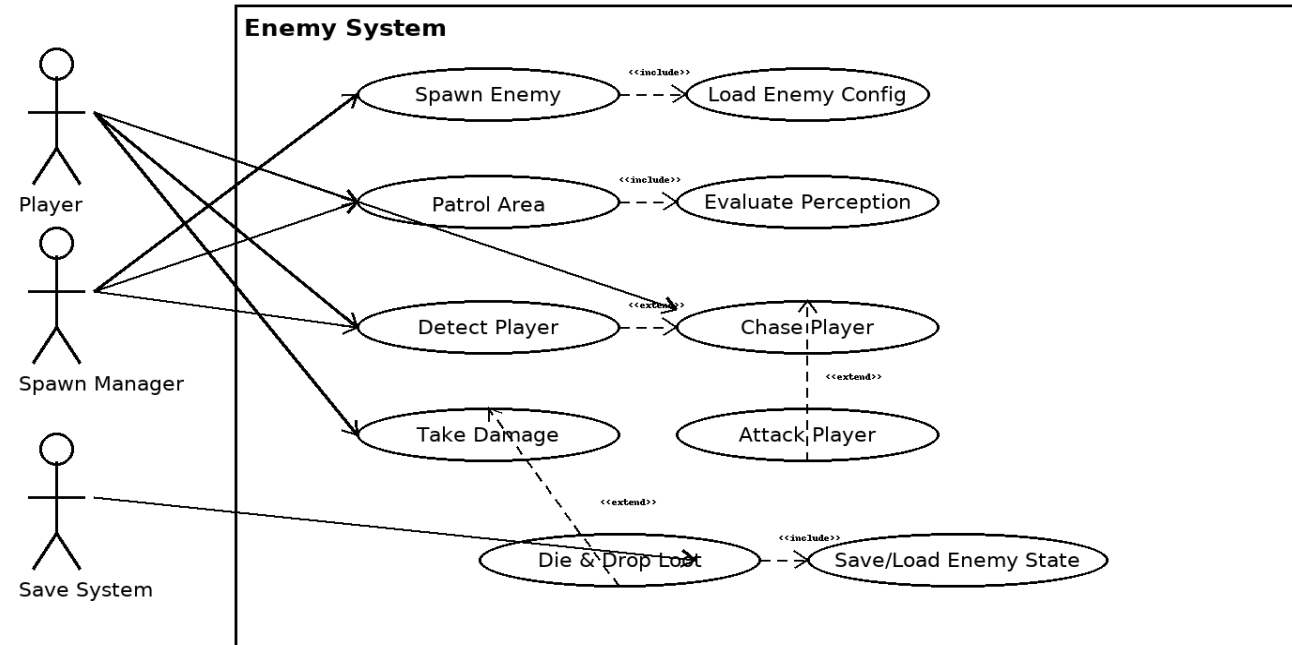 Enemy System
<<include>>
Spawn Enemy
Load Enemy Config
Player
<<include>>
Patrol Area
Evaluate Perception
<<extend>>
Detect Player
Chase Player
Spawn Manager
<<extend>>
Take Damage
Attack Player
<<extend>>
<<include>>
Die & Drop Loot
Save/Load Enemy State
Save System